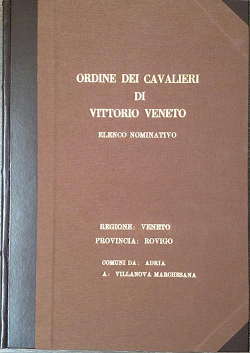 ORDINE DEI CAVALIERI
DI
VITTORIO VENETO
ELENCO NOMINATIVO
REGIONE: VENETO
PROVINCIA: ROVIGO
COMUNI DA: ADRIA
A: VILLANOVA MARCHESANA